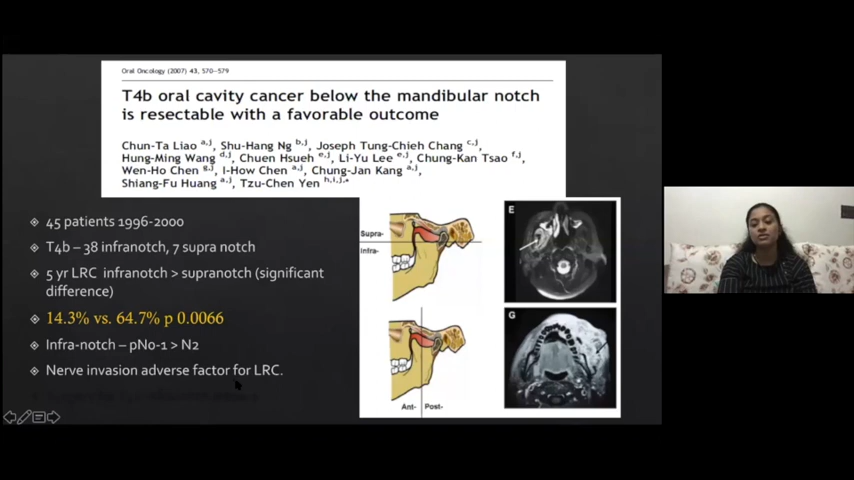 Oral Oncology (2007) 43, 570–579
T4b oral cavity cancer below the mandibular notch
is resectable with a favorable outcome
Chun-Ta Liao a,j, Shu-Hang Ng b,j, Joseph Tung-Chieh Chang c,j,
Hung-Ming Wang d,j, Chuen Hsueh e,j, Li-Yu Lee e,j, Chung-Kan Tsao f,j,
Wen-Ho Chen g,j, I-How Chen a,j, Chung-Jan Kang a,j,
Shiang-Fu Huang a,j, Tzu-Chen Yen h,i,j,*
45 patients 1996-2000
T4b – 38 infranotch, 7 supra notch
5 yr LRC infranotch > supranotch (significant
difference)
14.3% vs. 64.7% p 0.0066
Infra-notch – pNo-1 > N2
Nerve invasion adverse factor for LRC.
Supra-
Infra-
E
G
Ant-
Post-